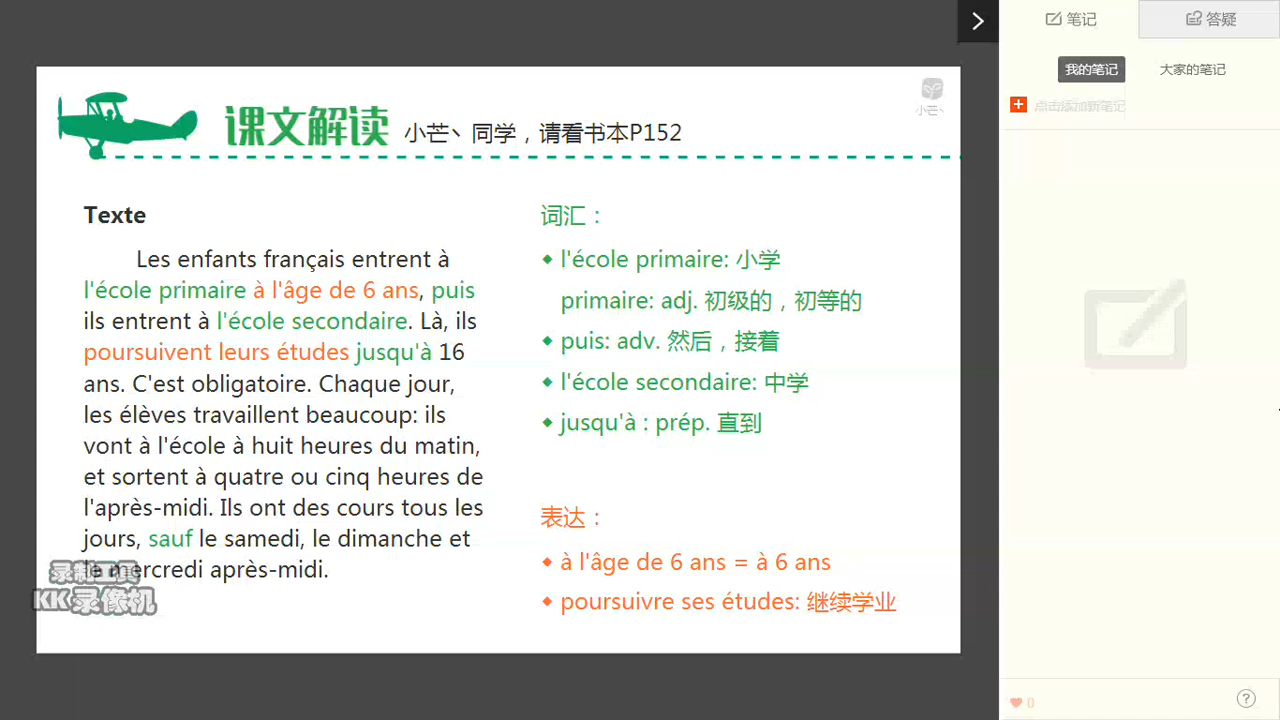 笔记
答疑
我的笔记
大家的笔记
点击添加新笔记
小芒丶
课文解读 小芒丶同学，请看书本P152
Texte
Les enfants français entrent à
l'école primaire à l'âge de 6 ans, puis
ils entrent à l'école secondaire. Là, ils
poursuivent leurs études jusqu'à 16
ans. C'est obligatoire. Chaque jour,
les élèves travaillent beaucoup: ils
vont à l'école à huit heures du matin,
et sortent à quatre ou cinq heures de
l'après-midi. Ils ont des cours tous les
jours, sauf le samedi, le dimanche et
le mercredi après-midi.
录制工具
KK录像机
词汇：
l'école primaire: 小学
primaire: adj. 初级的，初等的
puis: adv. 然后，接着
l'école secondaire: 中学
jusqu'à : prép. 直到
表达：
à l'âge de 6 ans = à 6 ans
poursuivre ses études: 继续学业
0
?